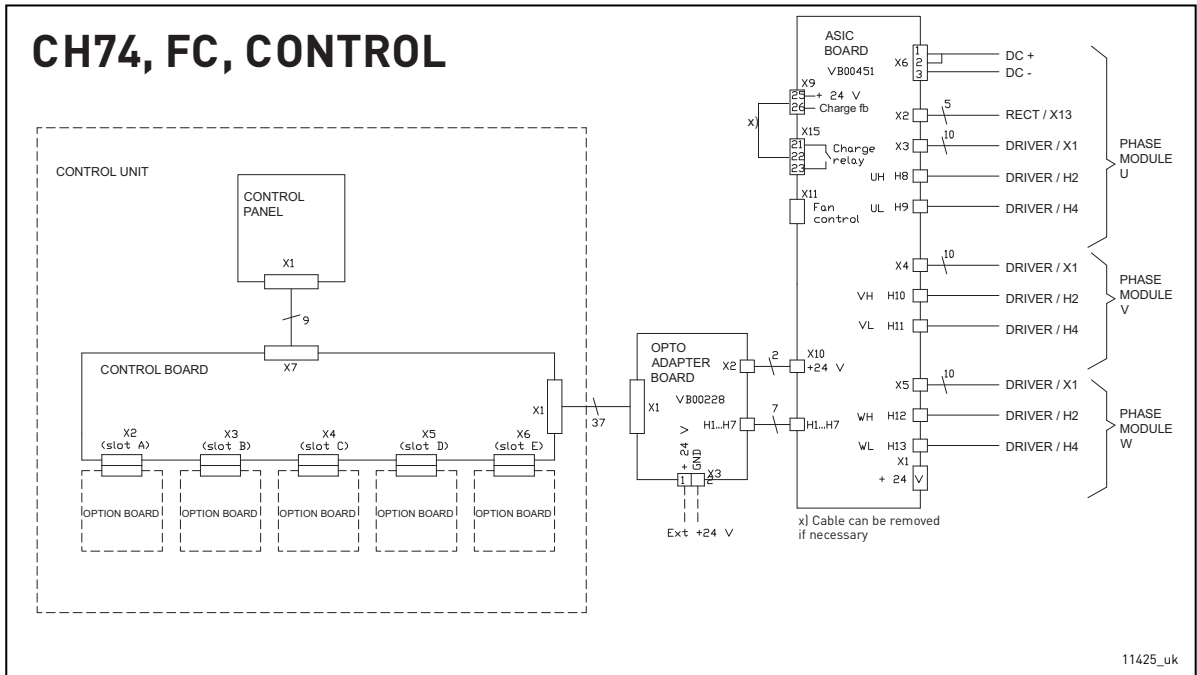 CH74, FC, CONTROL
CONTROL UNIT
CONTROL
PANEL
X1
9
X7
CONTROL BOARD
X1
37
X2
(slot A)
X3
(slot B)
X4
(slot C)
X5
(slot D)
X6
(slot E)
OPTION BOARD
OPTION BOARD
OPTION BOARD
OPTION BOARD
OPTION BOARD
OPTO
ADAPTER
BOARD
X1
VB00228
X2
2
H1...H7
7
+ 24 V
GND
1
2
X3
Ext +24 V
ASIC
BOARD
VB00451
X9
25
+ 24 V
26
Charge fb
x)
X15
21
22
23
Charge
relay
X11
Fan
control
X10
+24 V
H1...H7
X6
1
2
3
DC +
DC -
X2
5
RECT / X13
X3
10
DRIVER / X1
UH H8
DRIVER / H2
UL H9
DRIVER / H4
PHASE
MODULE
U
X4
10
DRIVER / X1
VH H10
DRIVER / H2
VL H11
DRIVER / H4
PHASE
MODULE
V
X5
10
DRIVER / X1
WH H12
DRIVER / H2
WL H13
DRIVER / H4
PHASE
MODULE
W
X1
+ 24 V
x) Cable can be removed
if necessary
11425_uk